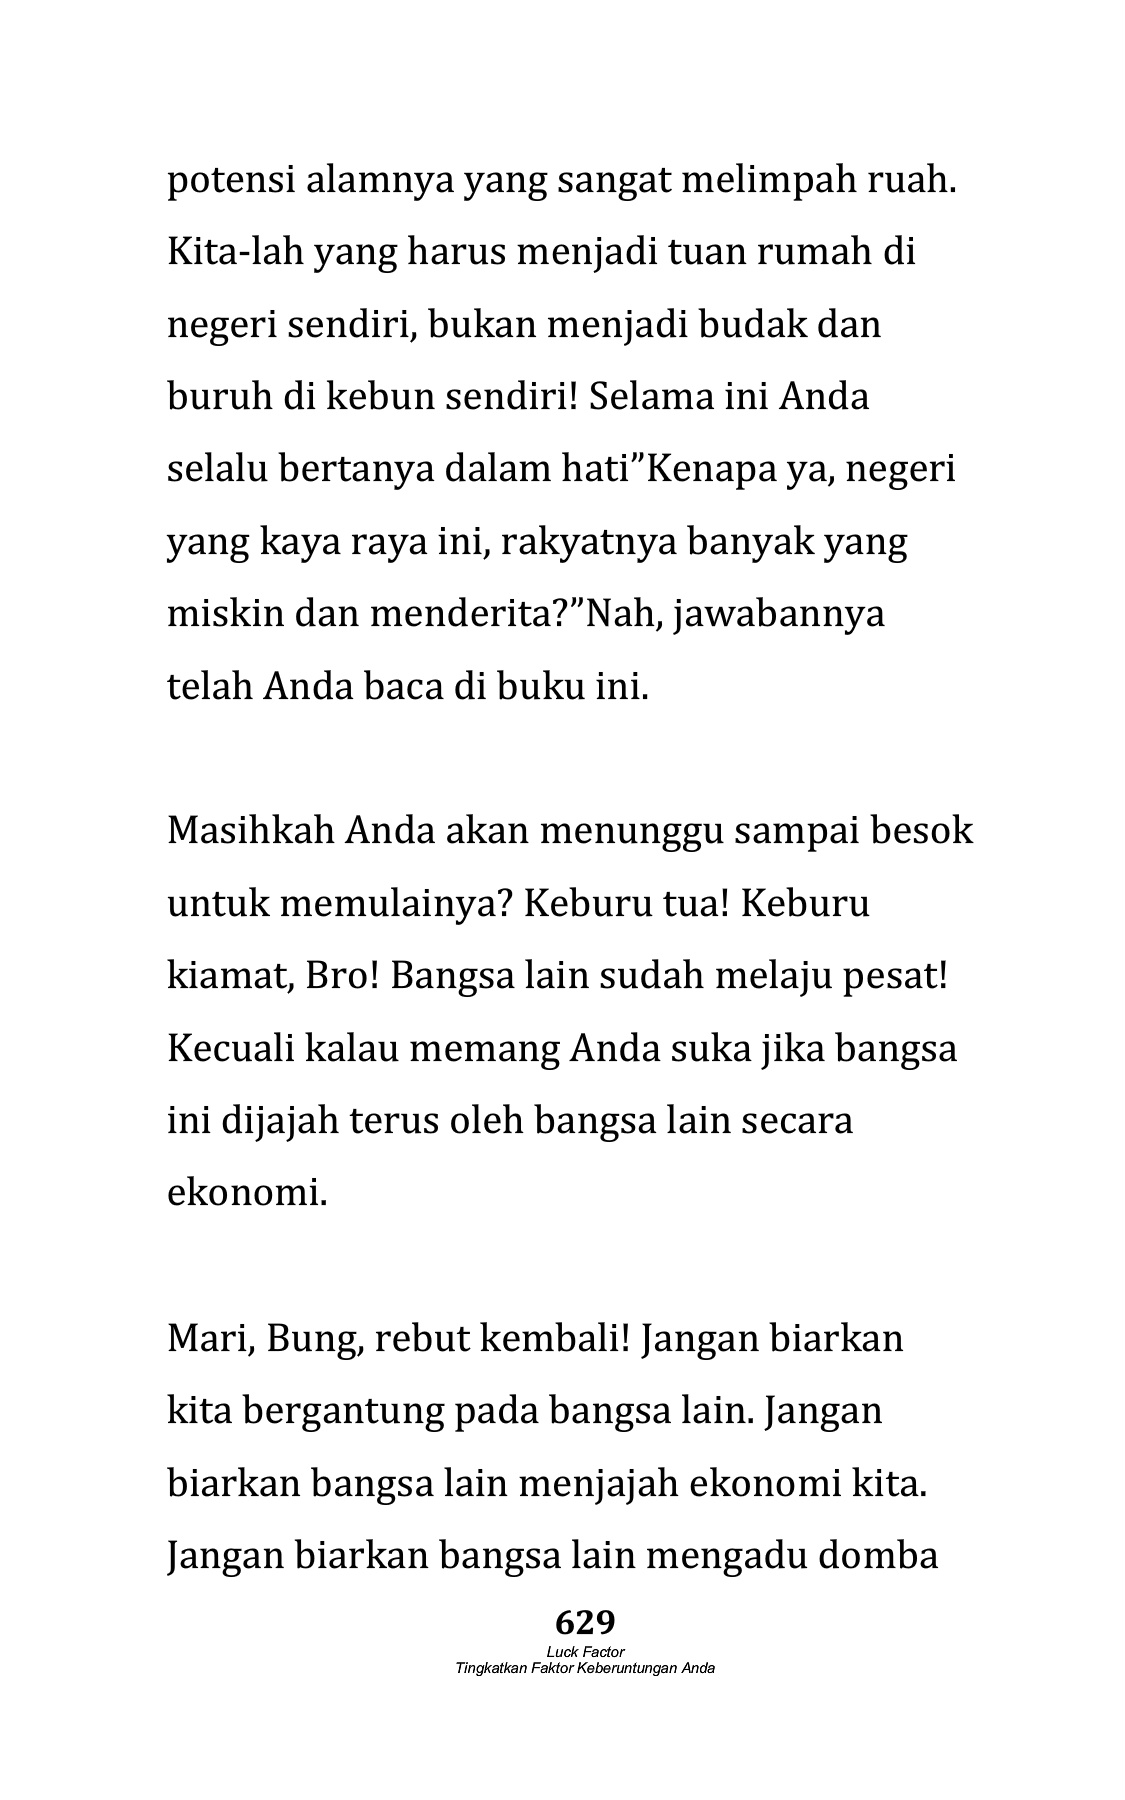 potensi alamnya yang sangat melimpah ruah.
Kita-lah yang harus menjadi tuan rumah di
negeri sendiri, bukan menjadi budak dan
buruh di kebun sendiri! Selama ini Anda
selalu bertanya dalam hati”Kenapa ya, negeri
yang kaya raya ini, rakyatnya banyak yang
miskin dan menderita?”Nah, jawabannya
telah Anda baca di buku ini.
Masihkah Anda akan menunggu sampai besok
untuk memulainya? Keburu tua! Keburu
kiamat, Bro! Bangsa lain sudah melaju pesat!
Kecuali kalau memang Anda suka jika bangsa
ini dijajah terus oleh bangsa lain secara
ekonomi.
Mari, Bung, rebut kembali! Jangan biarkan
kita bergantung pada bangsa lain. Jangan
biarkan bangsa lain menjajah ekonomi kita.
Jangan biarkan bangsa lain mengadu domba
629
Luck Factor
Tingkatkan Faktor Keberuntungan Anda